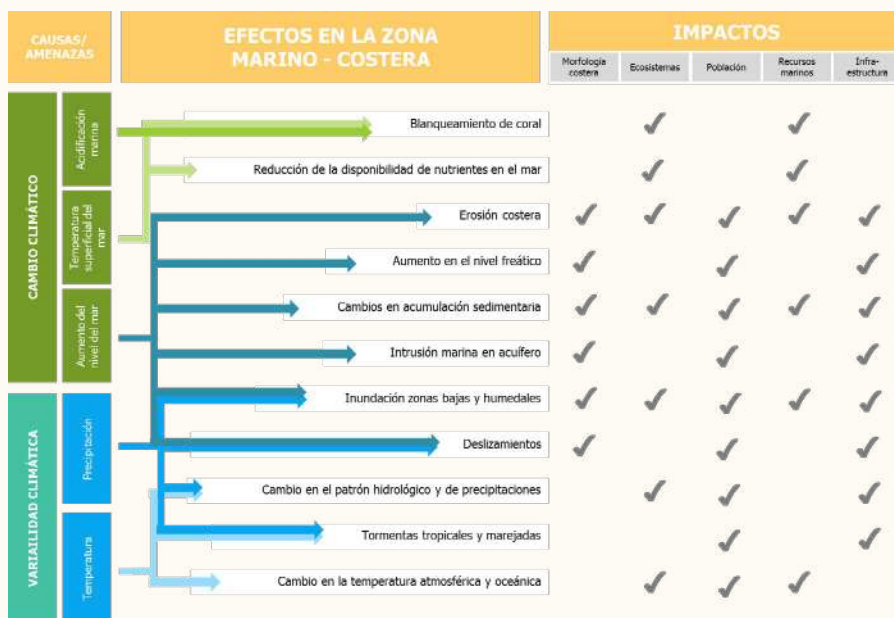 CAUSAS/
AMENAZAS
EFECTOS EN LA ZONA
MARINO - COSTERA
IMPACTOS
Morfología
costera
Ecosistemas
Población
Recursos
marinos
Infra-
estructura
CAMBIO CLIMÁTICO
Acidificación
marina
Temperatura
superficial del
mar
Aumento del
nivel del mar
VARIAILIDAD CLIMÁTICA
Precipitación
Temperatura
Blanqueamiento de coral
Reducción de la disponibilidad de nutrientes en el mar
Erosión costera
Aumento en el nivel freático
Cambios en acumulación sedimentaria
Intrusión marina en acuífero
Inundación zonas bajas y humedales
Deslizamientos
Cambio en el patrón hidrológico y de precipitaciones
Tormentas tropicales y marejadas
Cambio en la temperatura atmosférica y oceánica